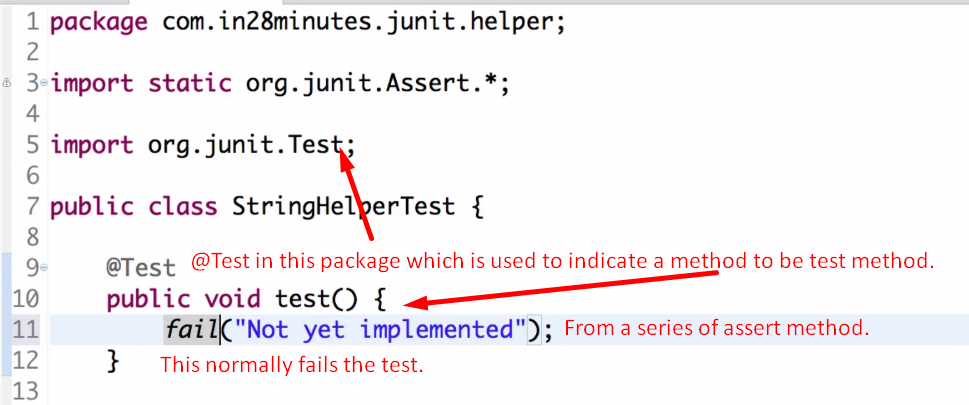 1 package com.in28minutes.junit.helper;
2
3 import static org.junit.Assert.*;
4
5 import org.junit.Test;
6
7 public class StringHelperTest {
8
9 @Test @Test in this package which is used to indicate a method to be test method.
10 public void test() {
11 fail("Not yet implemented"); From a series of assert method.
12 } This normally fails the test.
13